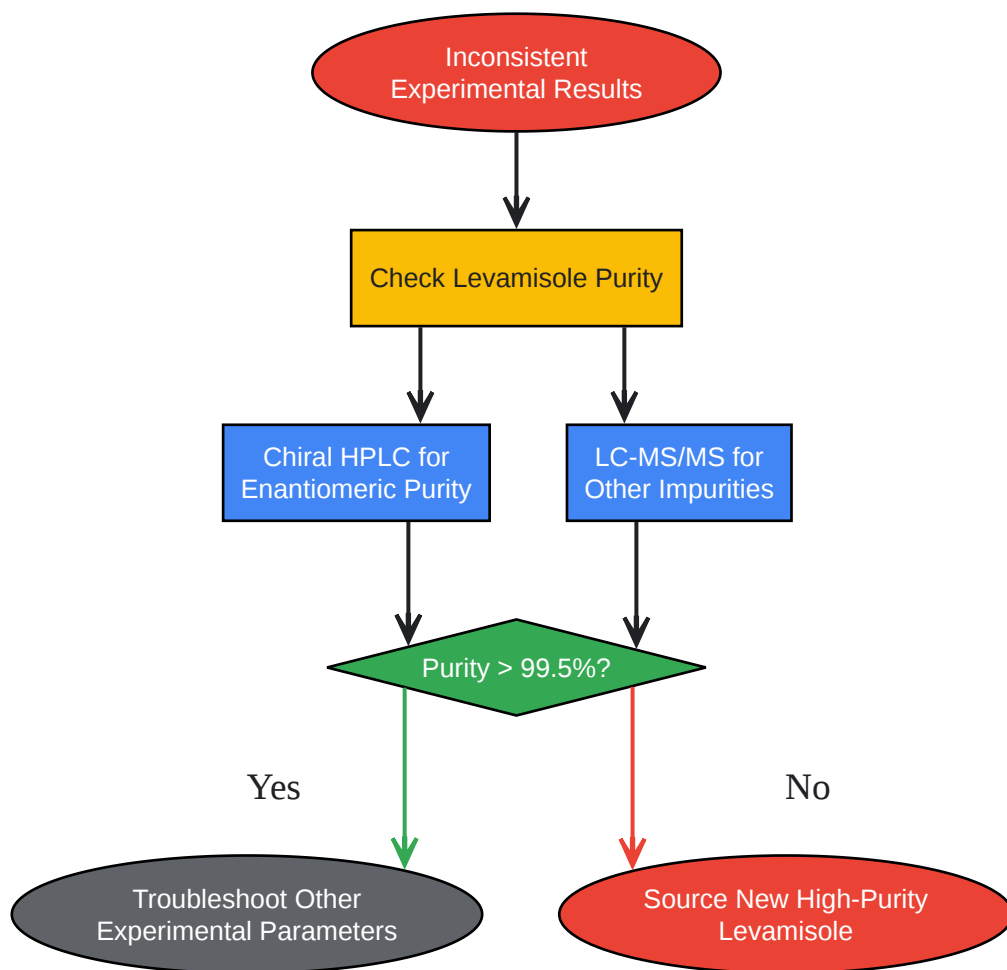 Inconsistent
Experimental Results
Check Levamisole Purity
Chiral HPLC for
Enantiomeric Purity
LC-MS/MS for
Other Impurities
Purity > 99.5%?
Yes
No
Troubleshoot Other
Experimental Parameters
Source New High-Purity
Levamisole